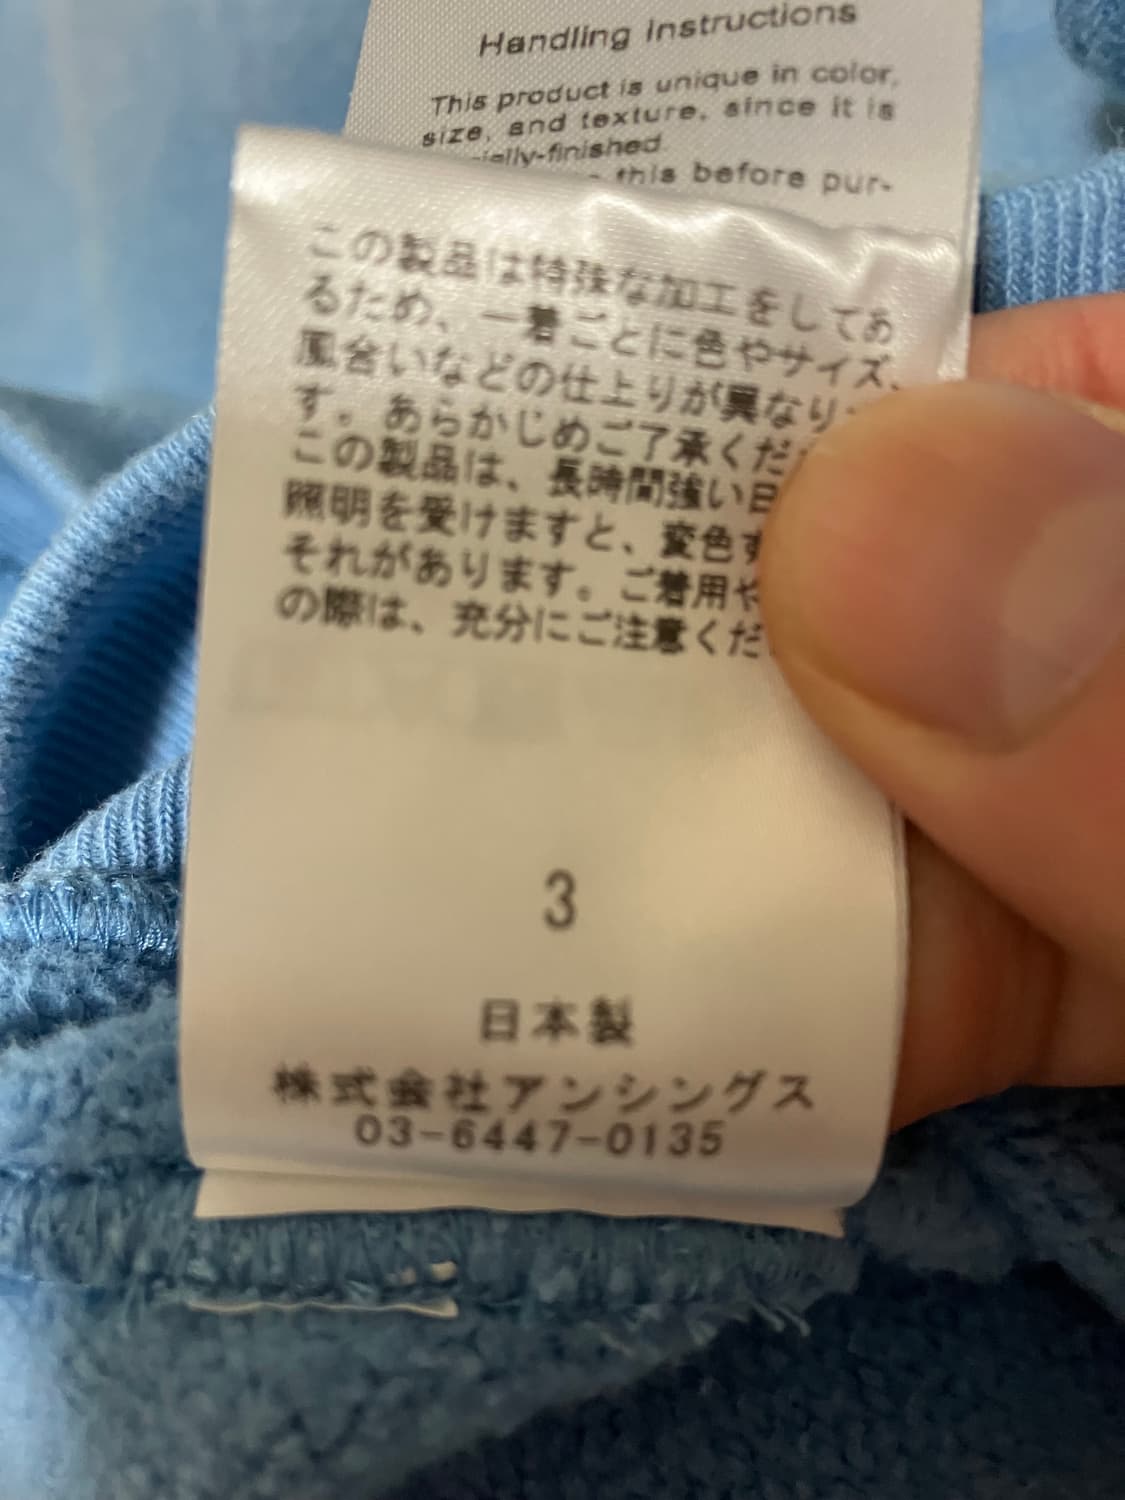 Handling instructions
This product is unique in color,
size, and texture, since it is
ially-finished
this before pur-
この製品は特殊な加工をしてあ
るため、一着ごとに色やサイズ、
風合いなどの仕上りが異なり
す。あらかじめご了承くだ
この製品は、長時間強い日
照明を受けますと、変色す
それがあります。ご着用や
の際は、充分にご注意くだ
3
日本製
株式会社アンシングス
03-6447-0135